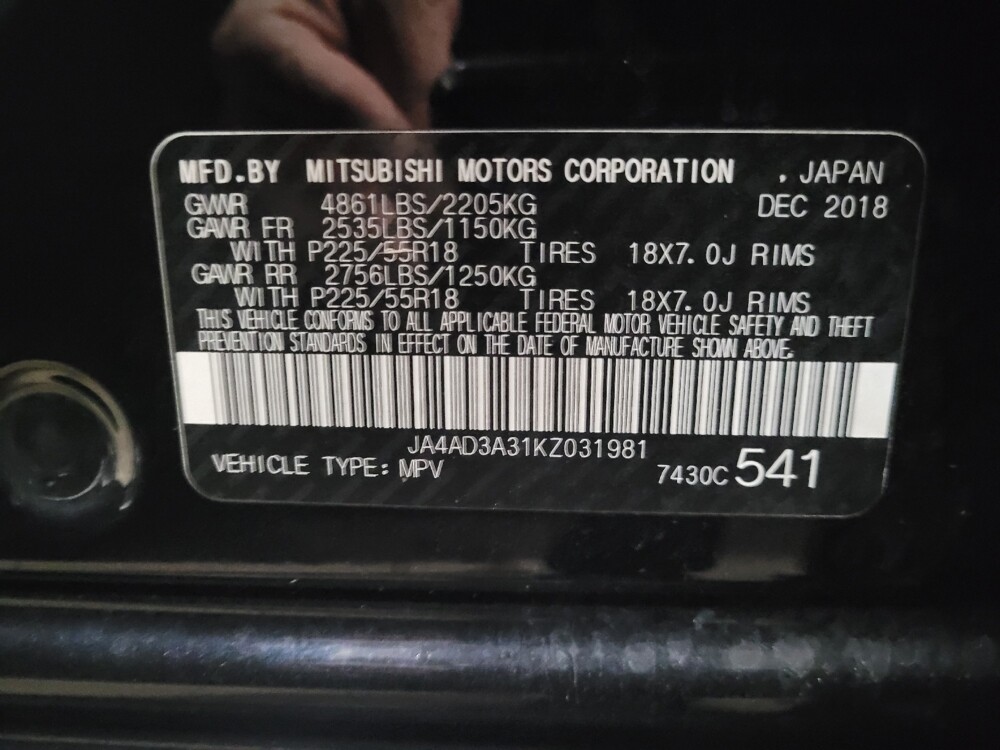 MFD.BY MITSUBISHI MOTORS CORPORATION , JAPAN
GVWR 4861LBS/2205KG DEC 2018
GAWR FR 2535LBS/1150KG
WITH P225/55R18 TIRES 18X7.0J RIMS
GAWR RR 2756LBS/1250KG
WITH P225/55R18 TIRES 18X7.0J RIMS
THIS VEHICLE CONFORMS TO ALL APPLICABLE FEDERAL MOTOR VEHICLE SAFETY AND THEFT
PREVENTION STANDARDS IN EFFECT ON THE DATE OF MANUFACTURE SHOWN ABOVE.
JA4AD3A31KZ031981
VEHICLE TYPE: MPV 7430C 541